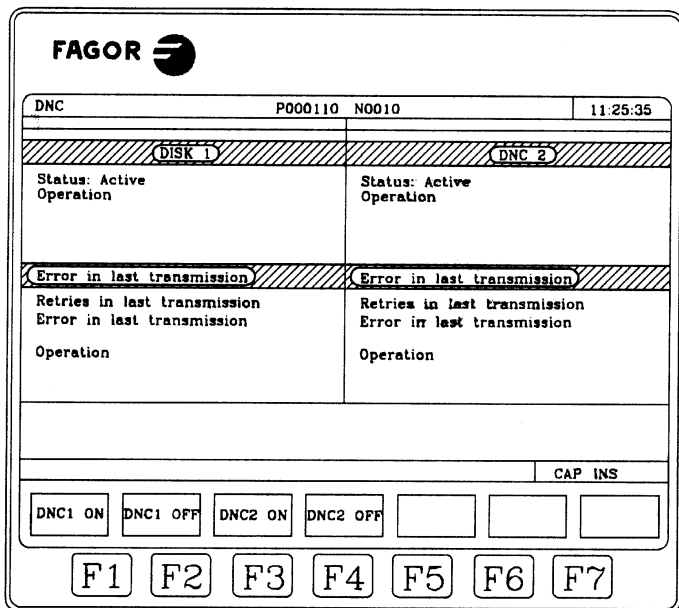 FAGOR
DNC P000110 N0010 11:25:35
DISK 1
Status: Active
Operation
Error in last transmission
Retries in last transmission
Error in last transmission
Operation
DNC 2
Status: Active
Operation
Error in last transmission
Retries in last transmission
Error in last transmission
Operation
CAP INS
DNC1 ON DNC1 OFF DNC2 ON DNC2 OFF
F1 F2 F3 F4 F5 F6 F7